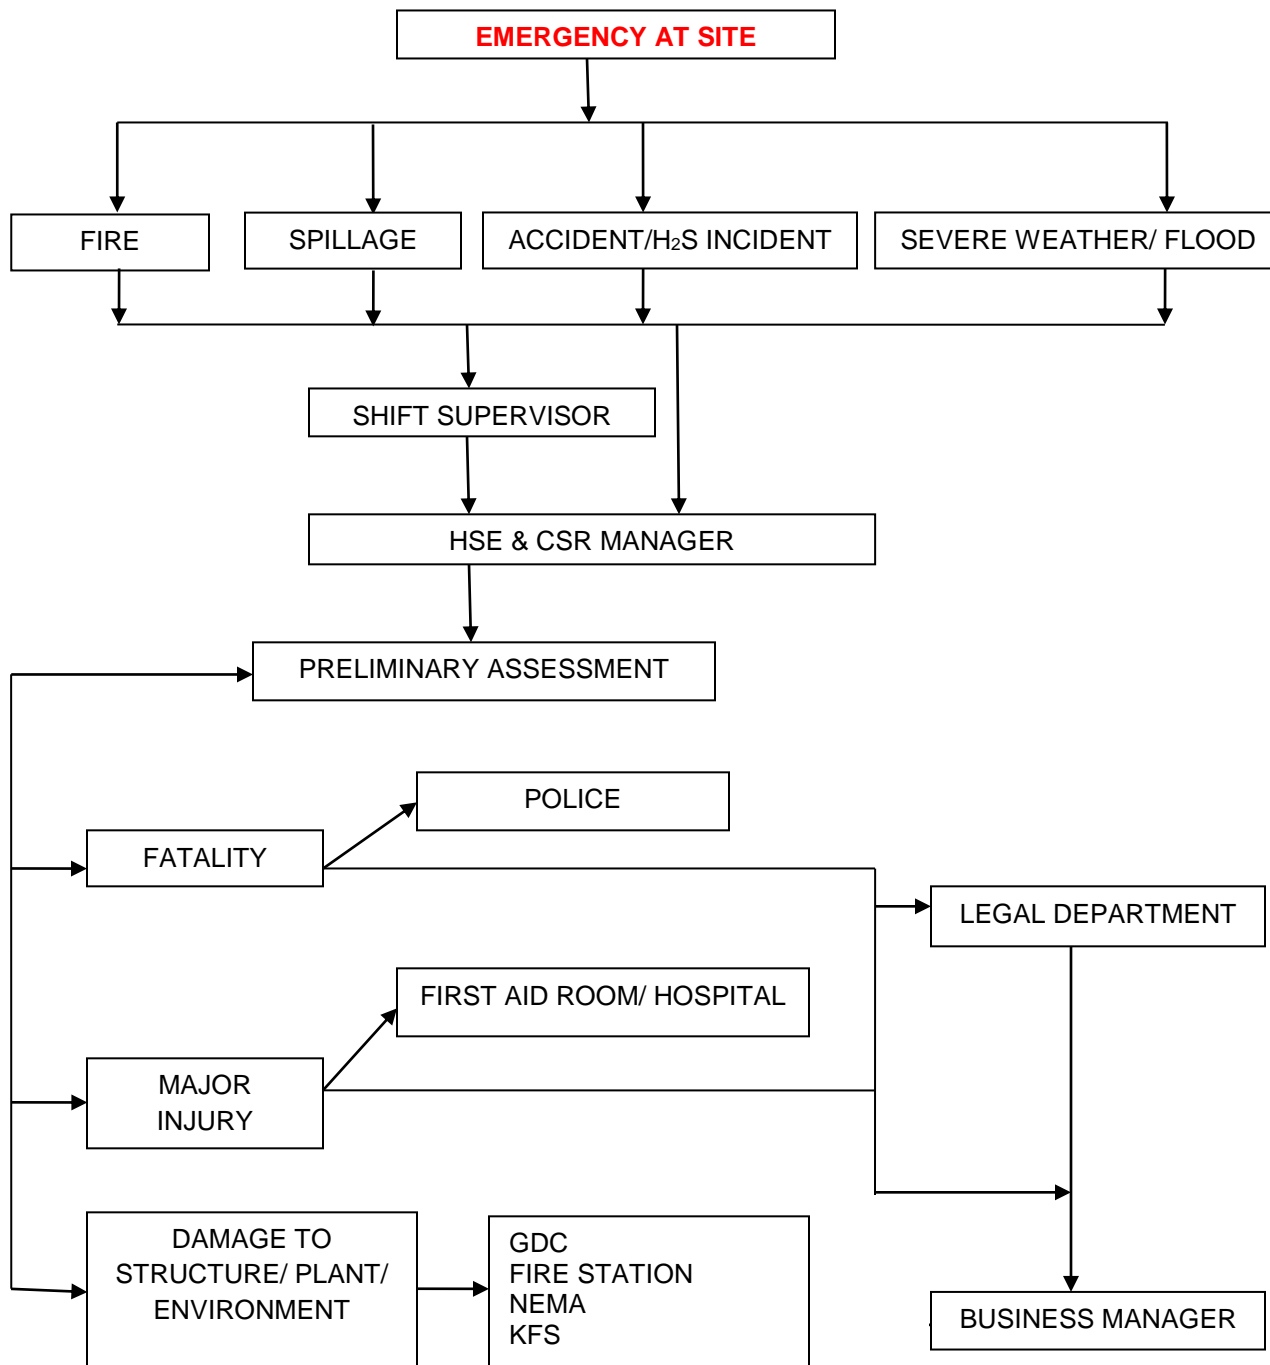 EMERGENCY AT SITE
FIRE
SPILLAGE
ACCIDENT/H₂S INCIDENT
SEVERE WEATHER/ FLOOD
SHIFT SUPERVISOR
HSE & CSR MANAGER
PRELIMINARY ASSESSMENT
POLICE
FATALITY
LEGAL DEPARTMENT
FIRST AID ROOM/ HOSPITAL
MAJOR
INJURY
DAMAGE TO
STRUCTURE/ PLANT/
ENVIRONMENT
GDC
FIRE STATION
NEMA
KFS
BUSINESS MANAGER